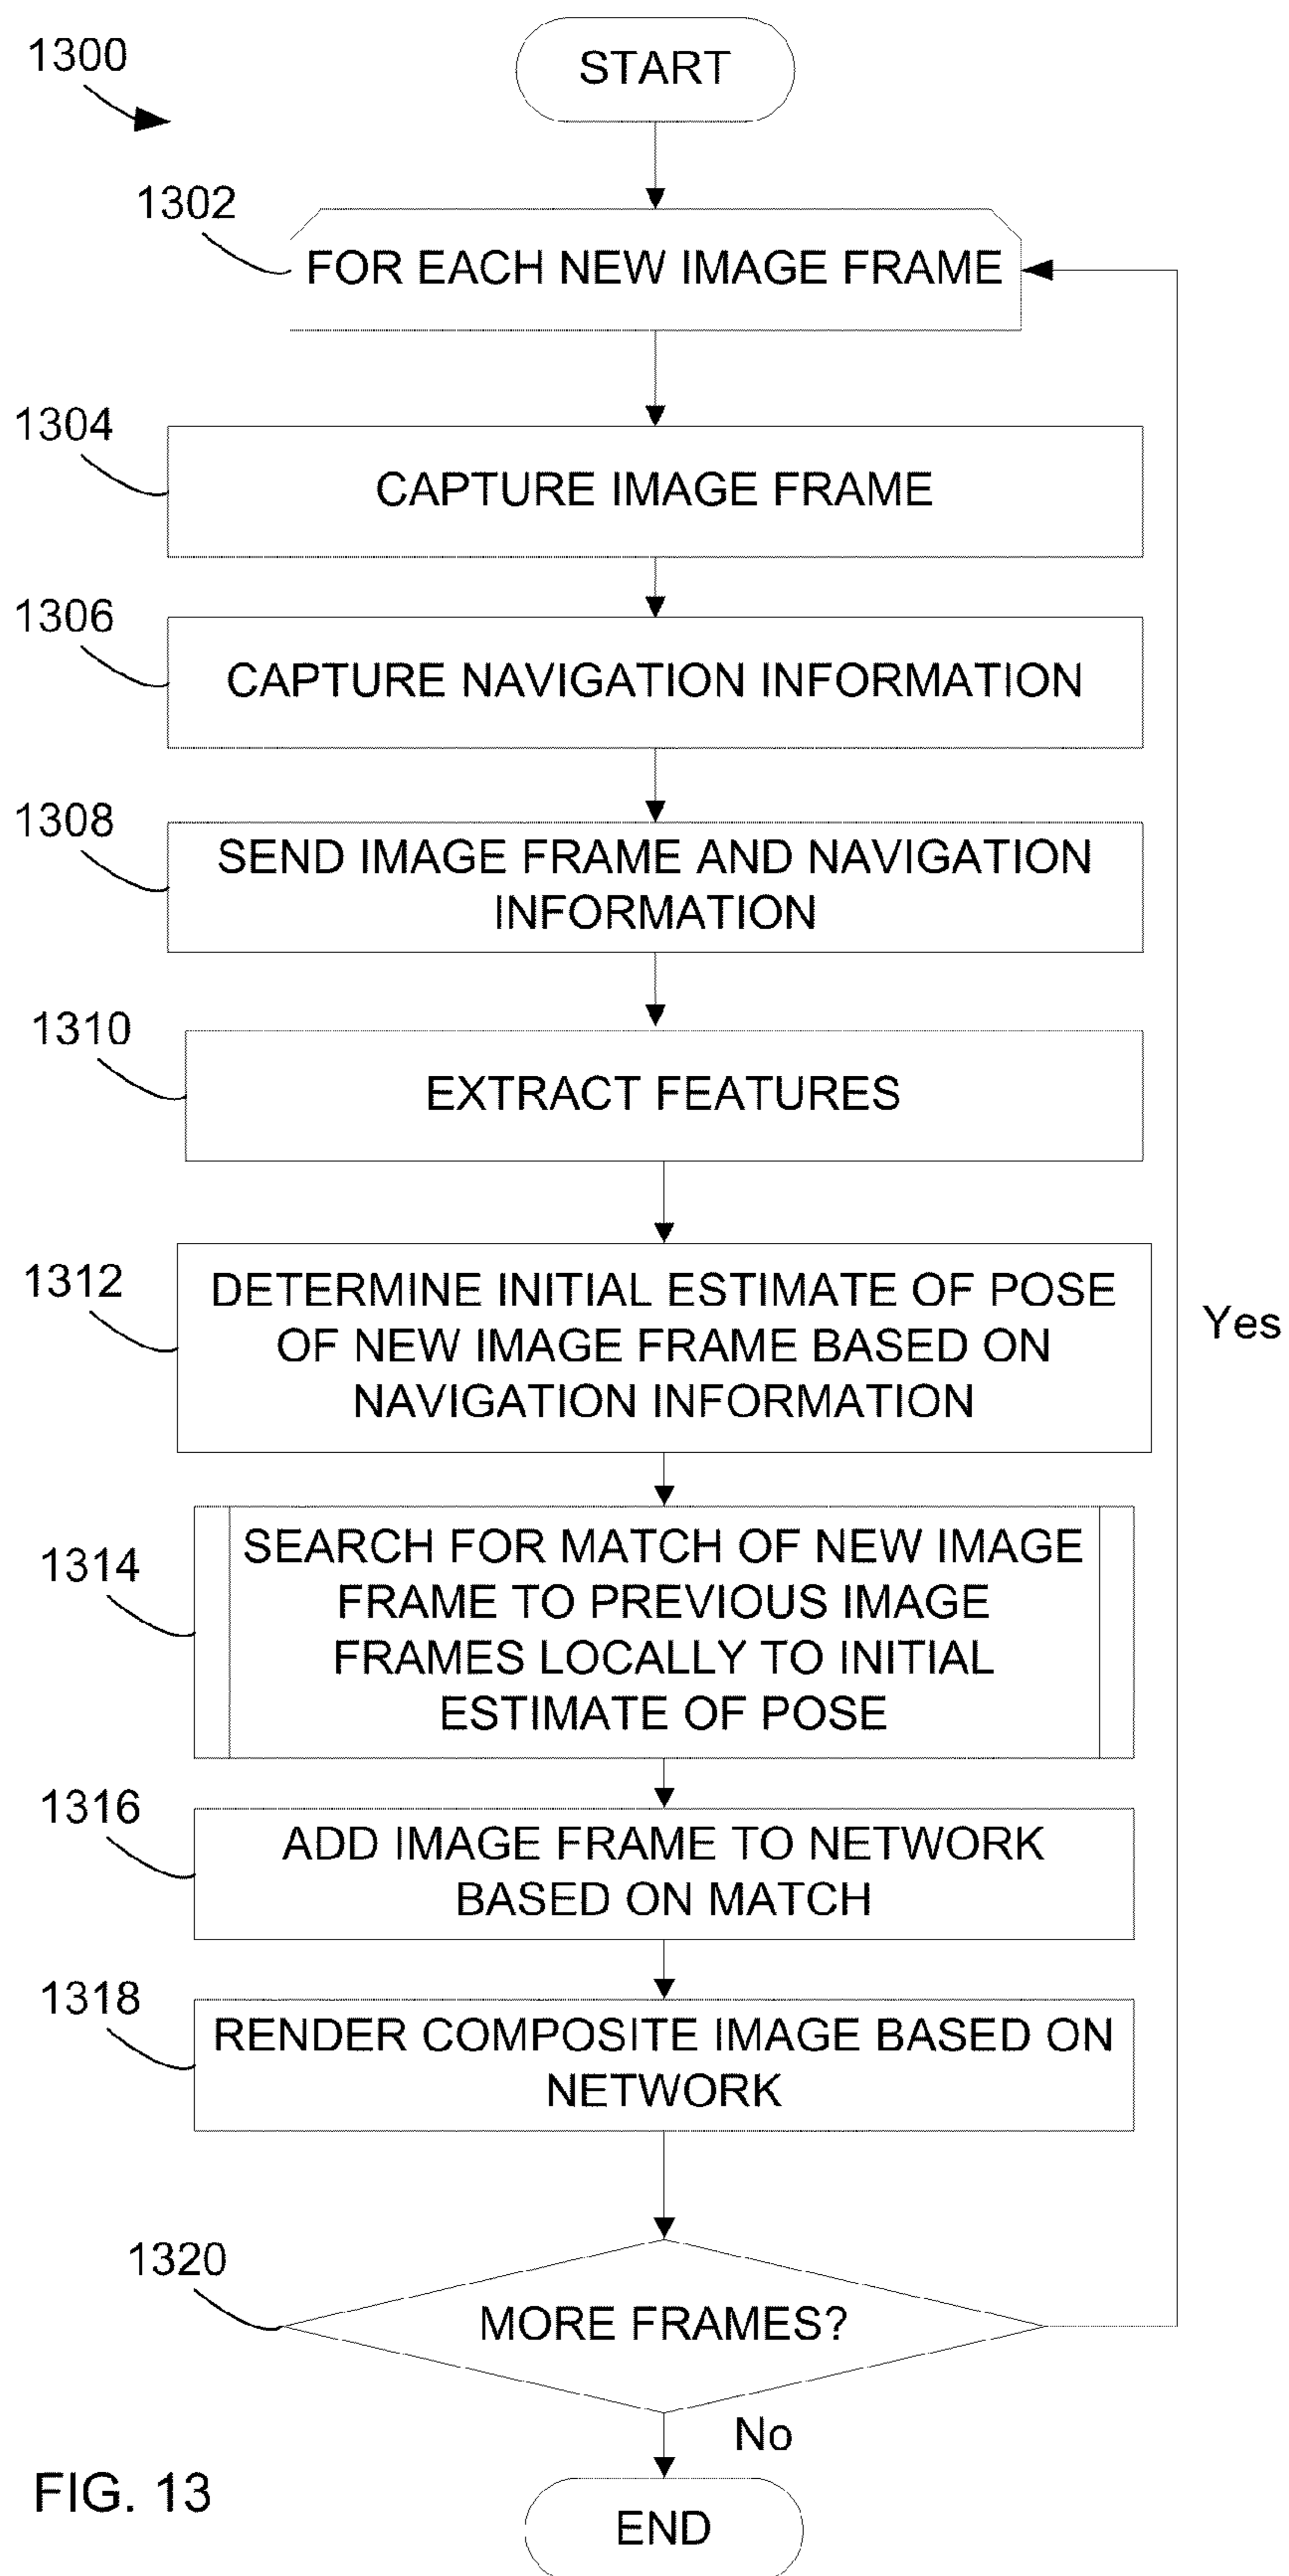 1300
START
1302
FOR EACH NEW IMAGE FRAME
1304
CAPTURE IMAGE FRAME
1306
CAPTURE NAVIGATION INFORMATION
1308
SEND IMAGE FRAME AND NAVIGATION
INFORMATION
1310
EXTRACT FEATURES
1312
DETERMINE INITIAL ESTIMATE OF POSE
OF NEW IMAGE FRAME BASED ON
NAVIGATION INFORMATION
Yes
1314
SEARCH FOR MATCH OF NEW IMAGE
FRAME TO PREVIOUS IMAGE
FRAMES LOCALLY TO INITIAL
ESTIMATE OF POSE
1316
ADD IMAGE FRAME TO NETWORK
BASED ON MATCH
1318
RENDER COMPOSITE IMAGE BASED ON
NETWORK
1320
MORE FRAMES?
No
FIG. 13
END